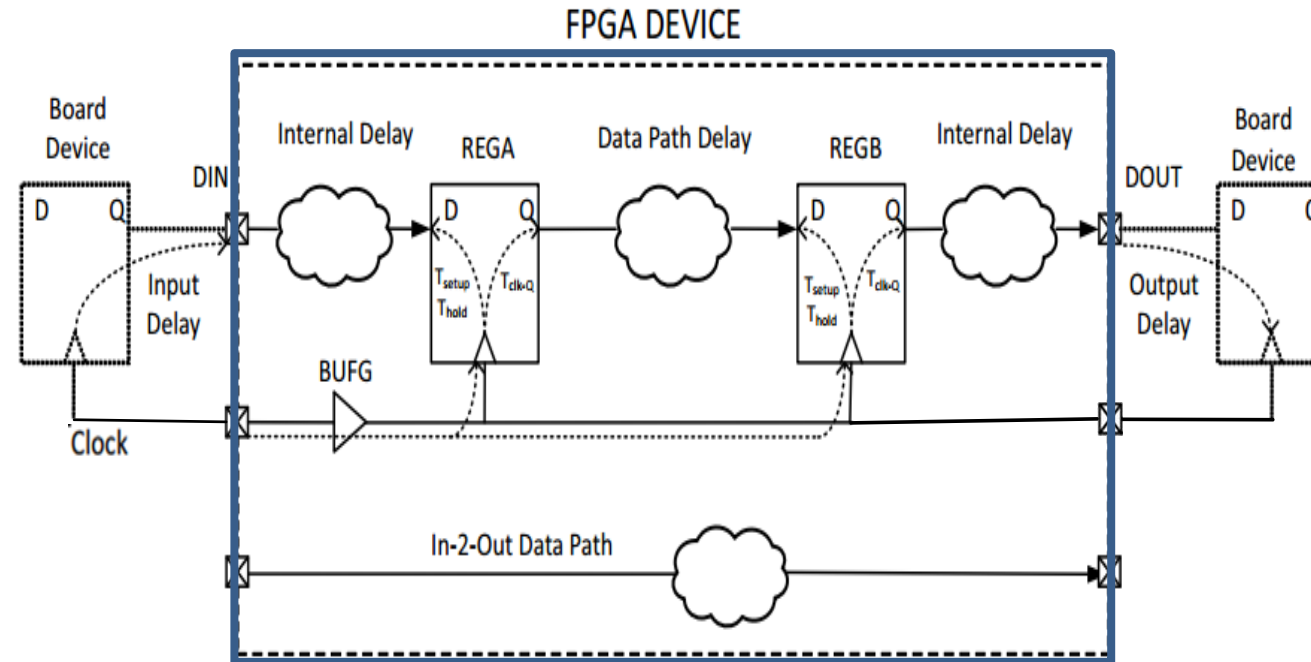 FPGA DEVICE
Board
Device
Internal Delay
REGA
Data Path Delay
REGB
Internal Delay
Board
Device
DIN
DOUT
D Q
D Q
D Q
D Q
Input
Delay
Tsetup
Thold
Tclk-Q
Tsetup
Thold
Tclk-Q
Output
Delay
BUFG
Clock
In-2-Out Data Path